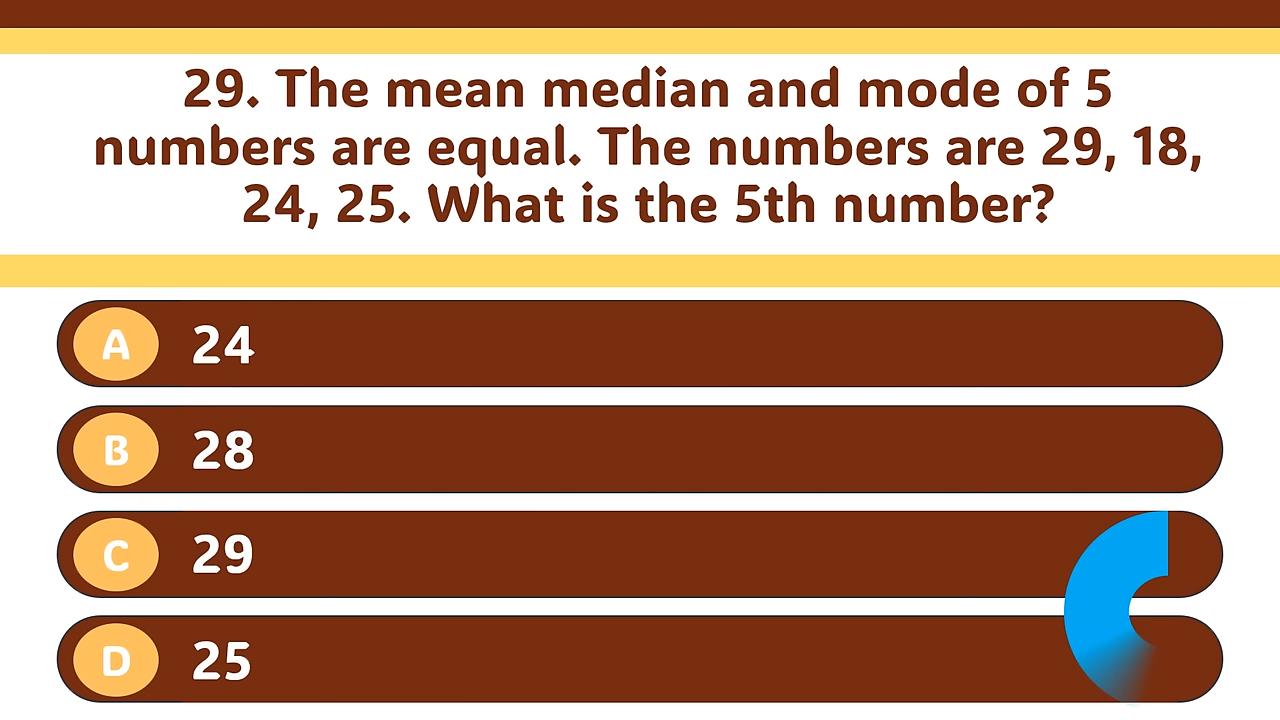 29. The mean median and mode of 5
numbers are equal. The numbers are 29, 18,
24, 25. What is the 5th number?
A 24
B 28
C 29
D 25